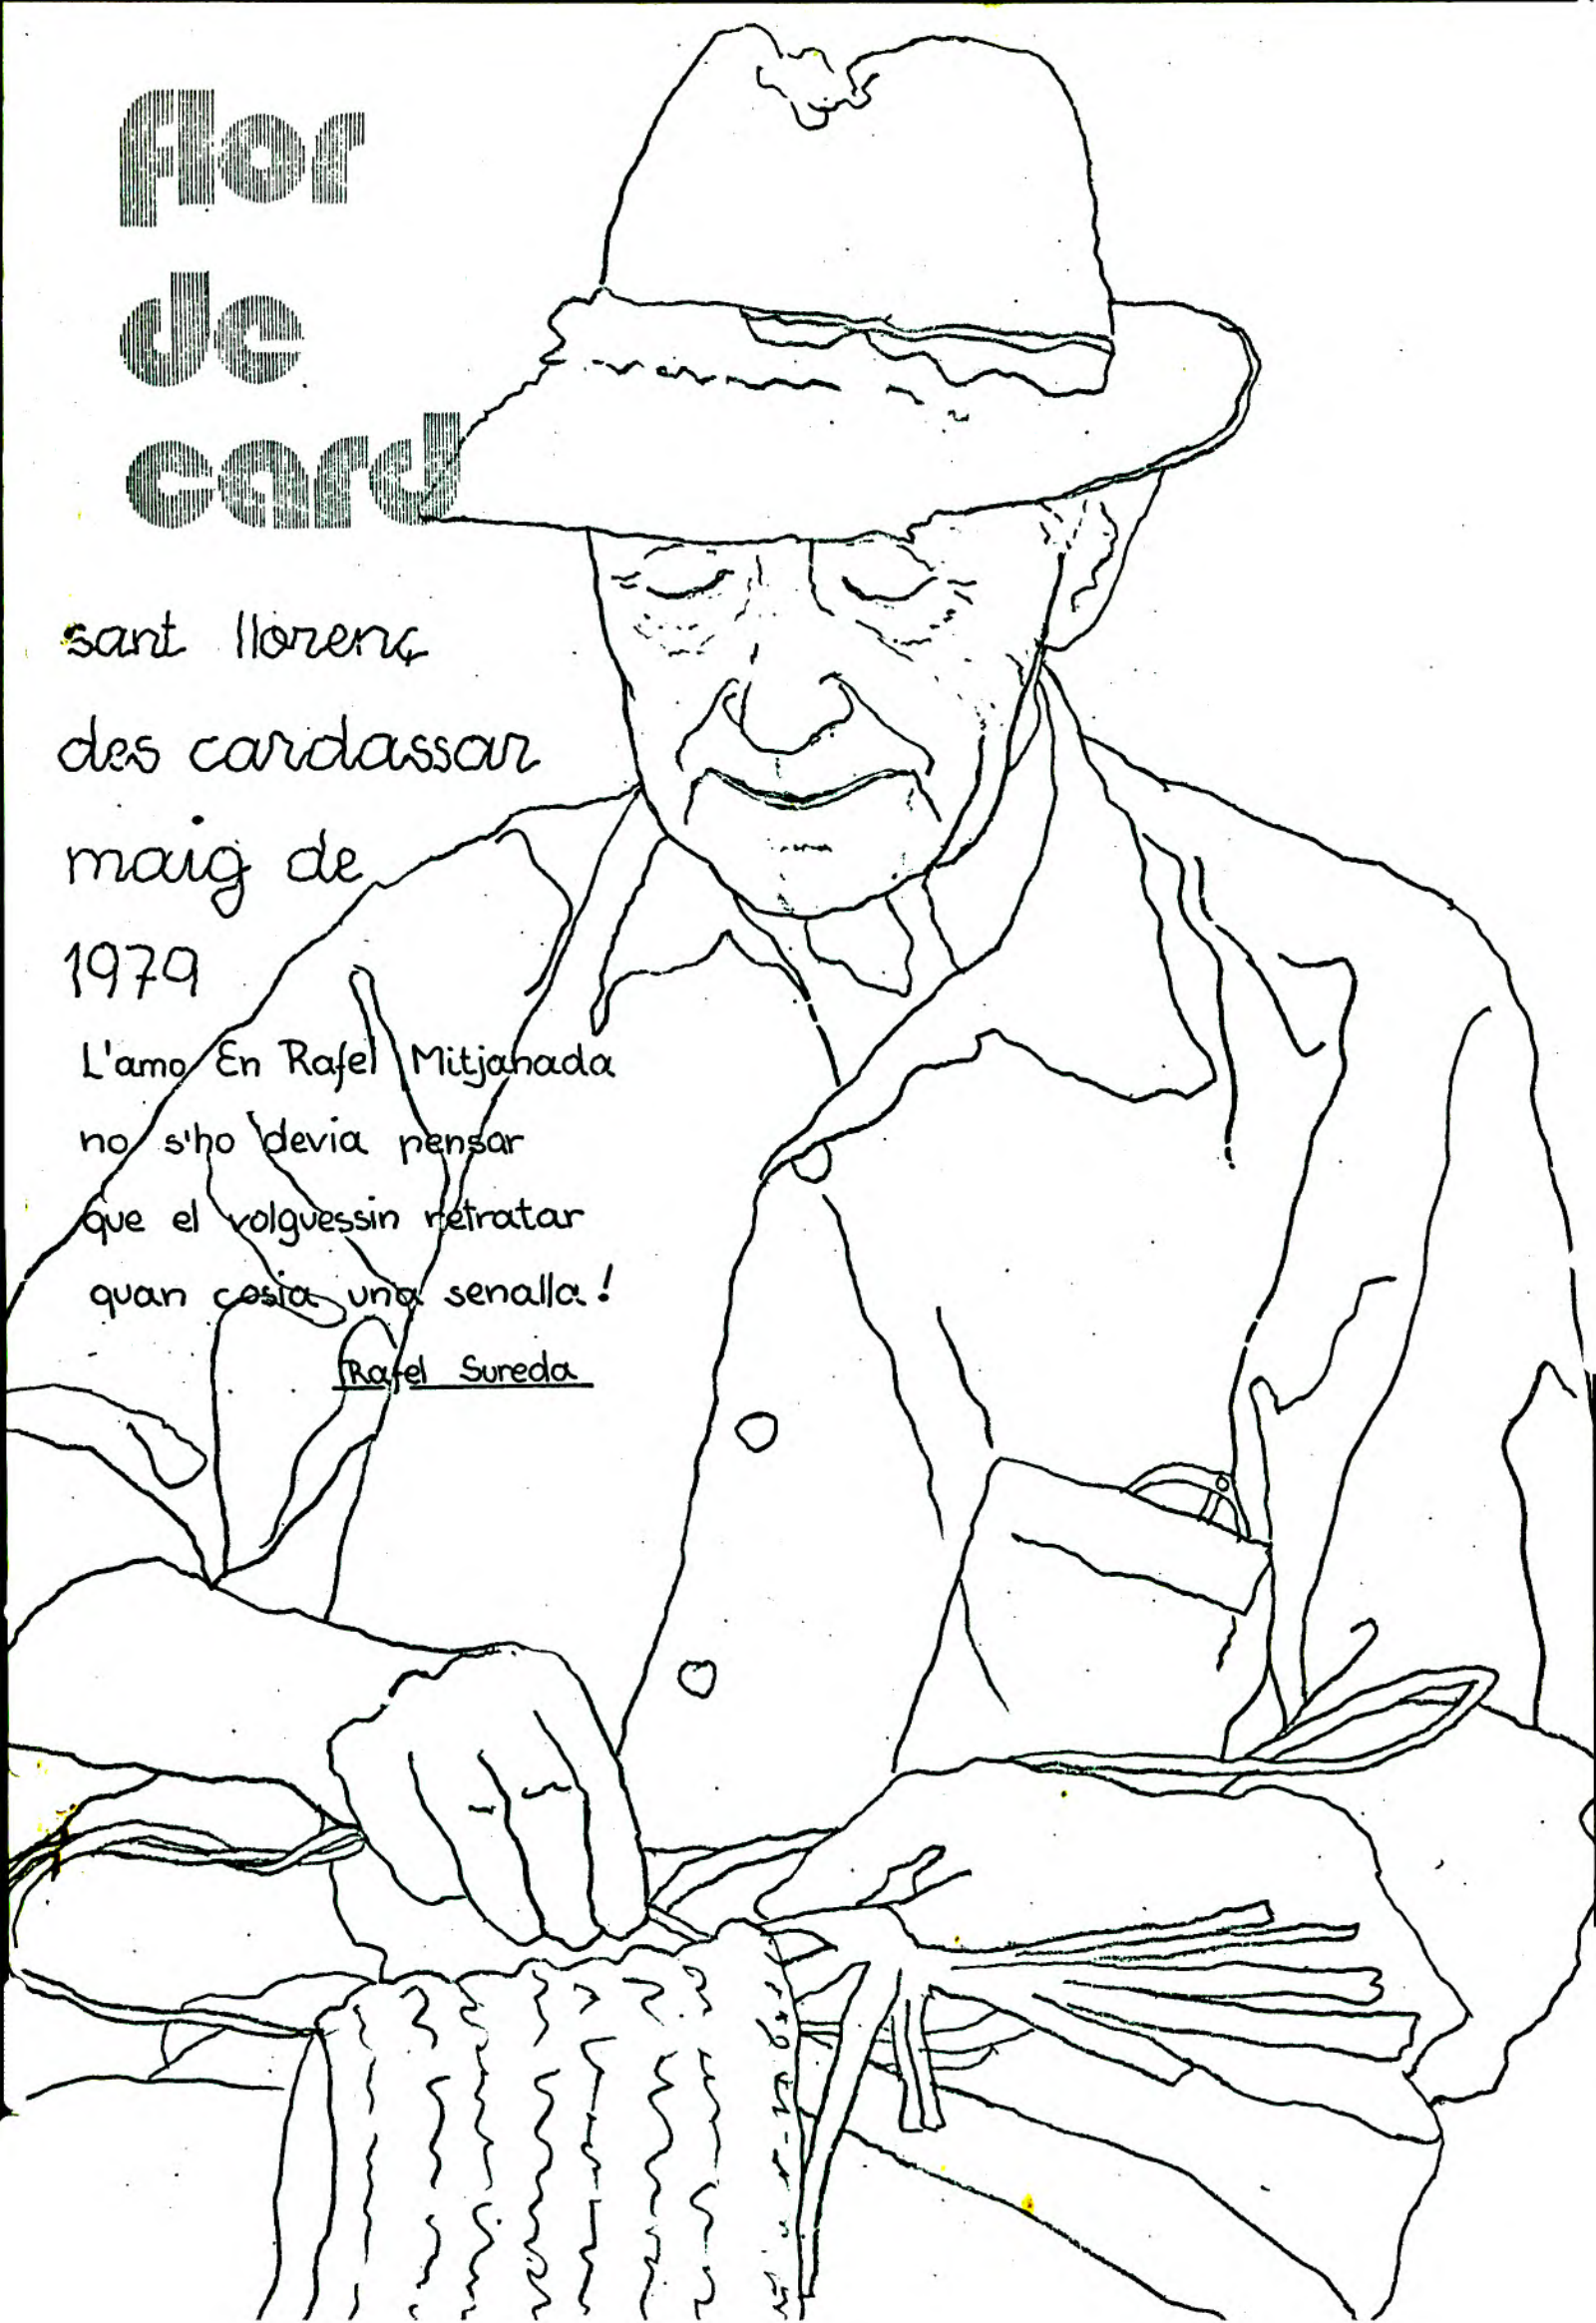 flor
de
card
sant llorenç
des cardassar
maig de
1979
L'amo En Rafel Mitjanada
no s'ho devia pensar
que el volguessin retratar
quan cosia una senalla!
Rafel Sureda